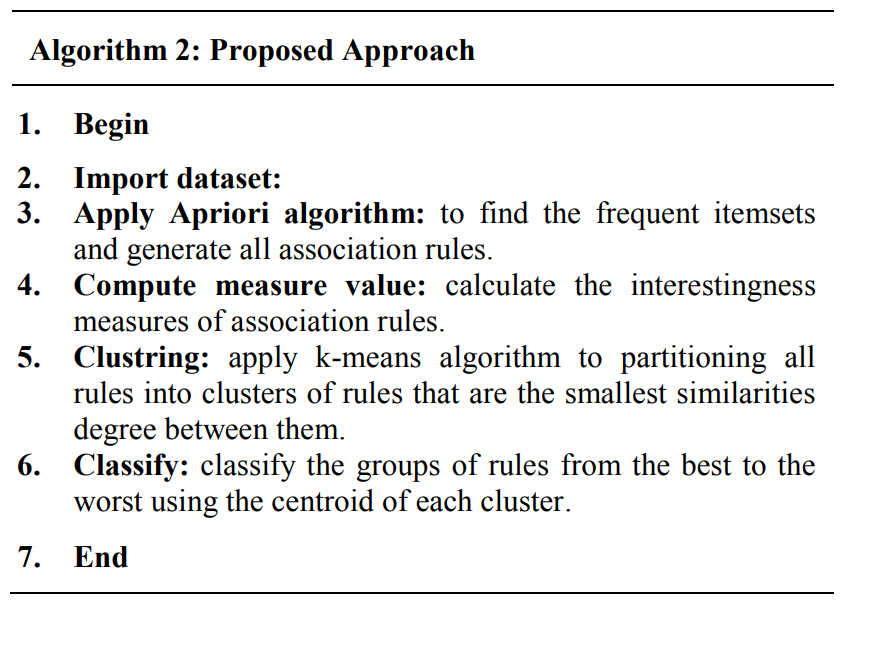 Algorithm 2: Proposed Approach
1. Begin
2. Import dataset:
3. Apply Apriori algorithm: to find the frequent itemsets
and generate all association rules.
4. Compute measure value: calculate the interestingness
measures of association rules.
5. Clustring: apply k-means algorithm to partitioning all
rules into clusters of rules that are the smallest similarities
degree between them.
6. Classify: classify the groups of rules from the best to the
worst using the centroid of each cluster.
7. End